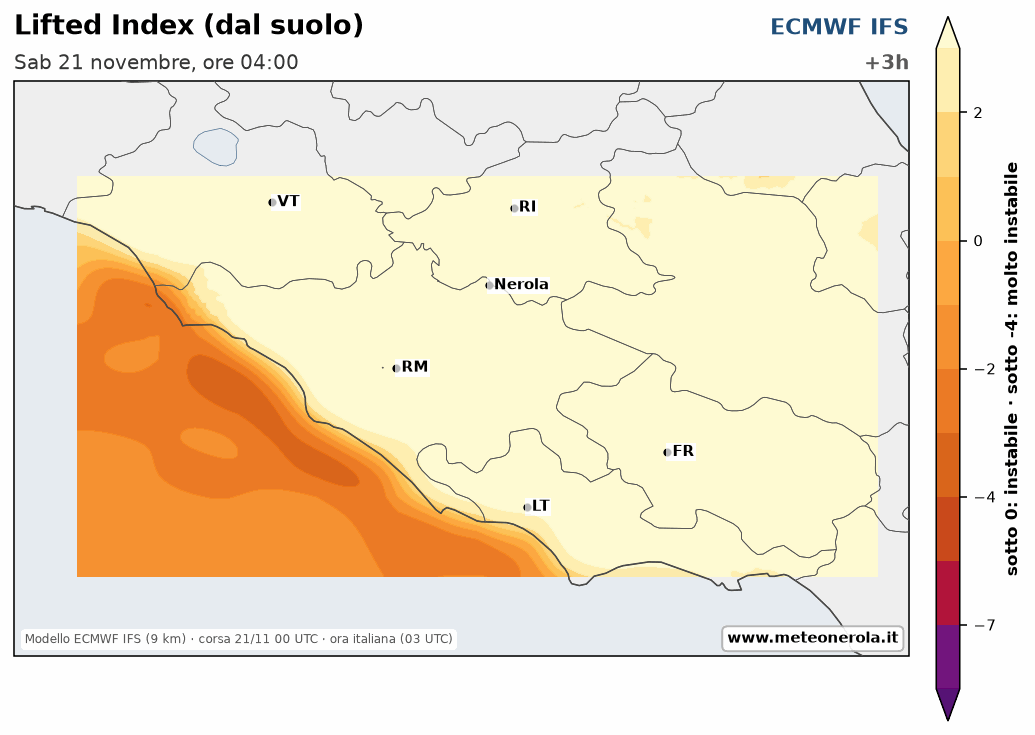 Lifted Index (dal suolo)
ECMWF IFS
Sab 21 novembre, ore 04:00
+3h
VT
RI
Nerola
RM
FR
LT
2
0
−2
−4
−7
sotto 0: instabile · sotto -4: molto instabile
Modello ECMWF IFS (9 km) · corsa 21/11 00 UTC · ora italiana (03 UTC)
www.meteonerola.it